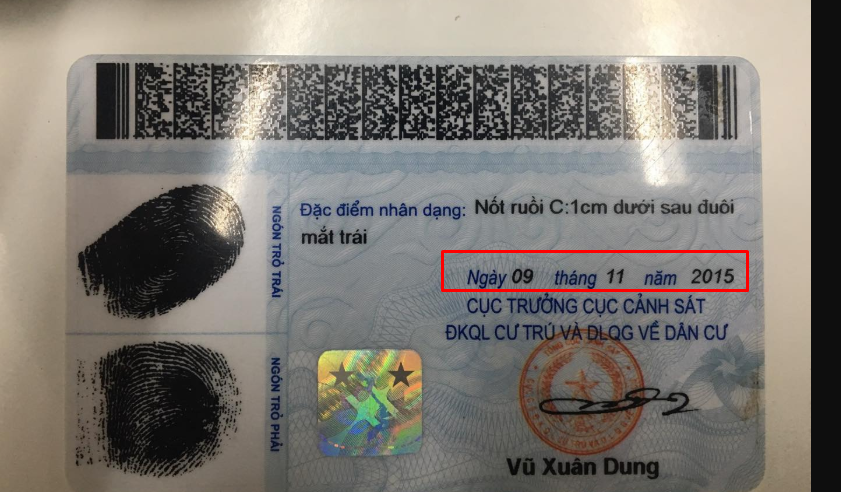 Đặc điểm nhân dạng: Nốt ruồi C:1cm dưới sau đuôi
mắt trái
Ngày 09 tháng 11 năm 2015
CỤC TRƯỞNG CỤC CẢNH SÁT
ĐKQL CƯ TRÚ VÀ DLQG VỀ DÂN CƯ
Vũ Xuân Dung
NGÓN TRỎ TRÁI
NGÓN TRỎ PHẢI